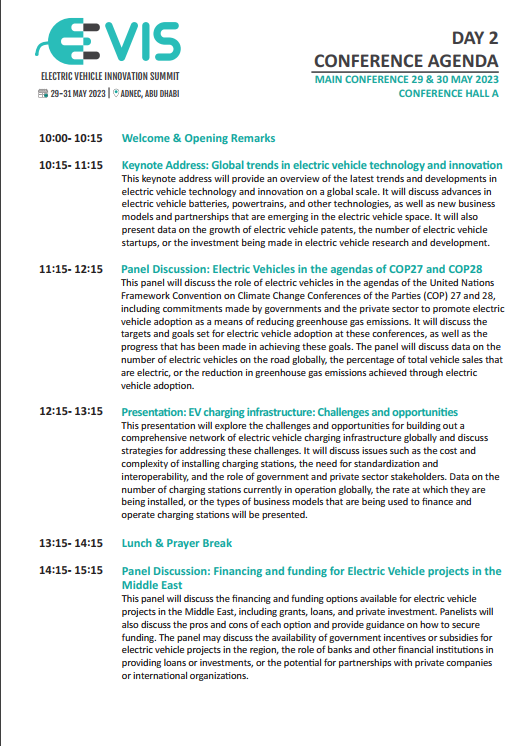 EVIS
ELECTRIC VEHICLE INNOVATION SUMMIT
29-31 MAY 2023 | ADNEC, ABU DHABI
DAY 2
CONFERENCE AGENDA
MAIN CONFERENCE 29 & 30 MAY 2023
CONFERENCE HALL A
10:00- 10:15 Welcome & Opening Remarks
10:15- 11:15 Keynote Address: Global trends in electric vehicle technology and innovation
This keynote address will provide an overview of the latest trends and developments in
electric vehicle technology and innovation on a global scale. It will discuss advances in
electric vehicle batteries, powertrains, and other technologies, as well as new business
models and partnerships that are emerging in the electric vehicle space. It will also
present data on the growth of electric vehicle patents, the number of electric vehicle
startups, or the investment being made in electric vehicle research and development.
11:15- 12:15 Panel Discussion: Electric Vehicles in the agendas of COP27 and COP28
This panel will discuss the role of electric vehicles in the agendas of the United Nations
Framework Convention on Climate Change Conferences of the Parties (COP) 27 and 28,
including commitments made by governments and the private sector to promote electric
vehicle adoption as a means of reducing greenhouse gas emissions. It will discuss the
targets and goals set for electric vehicle adoption at these conferences, as well as the
progress that has been made in achieving these goals. The panel will discuss data on the
number of electric vehicles on the road globally, the percentage of total vehicle sales that
are electric, or the reduction in greenhouse gas emissions achieved through electric
vehicle adoption.
12:15- 13:15 Presentation: EV charging infrastructure: Challenges and opportunities
This presentation will explore the challenges and opportunities for building out a
comprehensive network of electric vehicle charging infrastructure globally and discuss
strategies for addressing these challenges. It will discuss issues such as the cost and
complexity of installing charging stations, the need for standardization and
interoperability, and the role of government and private sector stakeholders. Data on the
number of charging stations currently in operation globally, the rate at which they are
being installed, or the types of business models that are being used to finance and
operate charging stations will be presented.
13:15- 14:15 Lunch & Prayer Break
14:15- 15:15 Panel Discussion: Financing and funding for Electric Vehicle projects in the
Middle East
This panel will discuss the financing and funding options available for electric vehicle
projects in the Middle East, including grants, loans, and private investment. Panelists will
also discuss the pros and cons of each option and provide guidance on how to secure
funding. The panel may discuss the availability of government incentives or subsidies for
electric vehicle projects in the region, the role of banks and other financial institutions in
providing loans or investments, or the potential for partnerships with private companies
or international organizations.